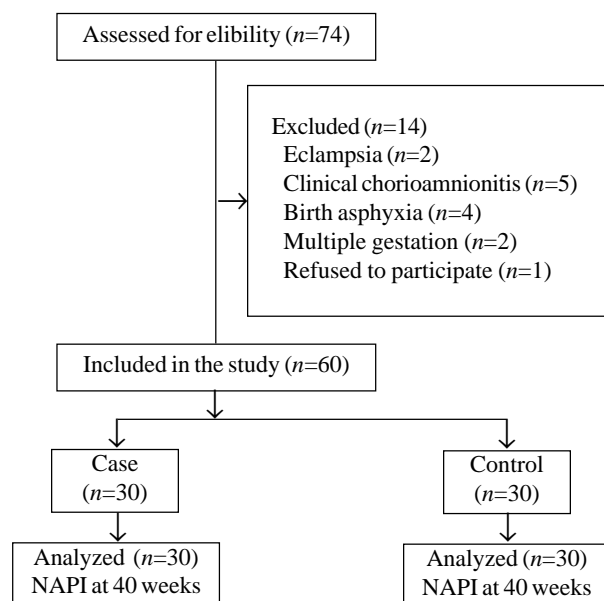 Assessed for elibility (n=74)
Excluded (n=14)
Eclampsia (n=2)
Clinical chorioamnionitis (n=5)
Birth asphyxia (n=4)
Multiple gestation (n=2)
Refused to participate (n=1)
Included in the study (n=60)
Case
(n=30)
Control
(n=30)
Analyzed (n=30)
NAPI at 40 weeks
Analyzed (n=30)
NAPI at 40 weeks